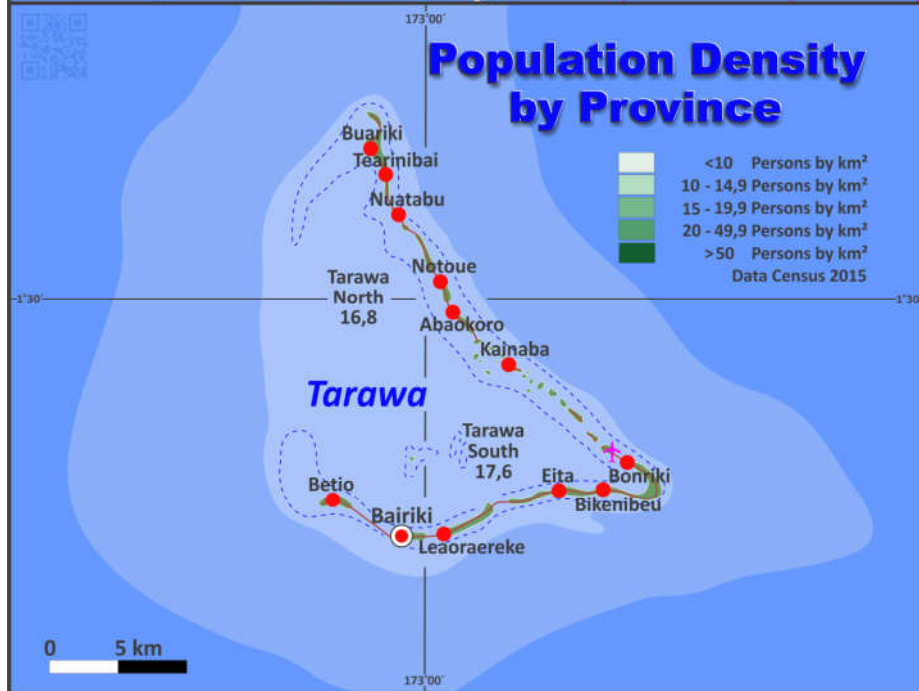 173°00'
Population Density
by Province
<10 Persons by km²
10 - 14,9 Persons by km²
15 - 19,9 Persons by km²
20 - 49,9 Persons by km²
>50 Persons by km²
Data Census 2015
Buariki
Tearinibai
Nuatabu
Notoue
Tarawa
North
16,8
1°30'
1°30'
Abaokoro
Kainaba
Tarawa
Tarawa
South
17,6
Bonriki
Eita
Bikenibeu
Betio
Bairiki
Leaoraereke
0 5 km
173°00'